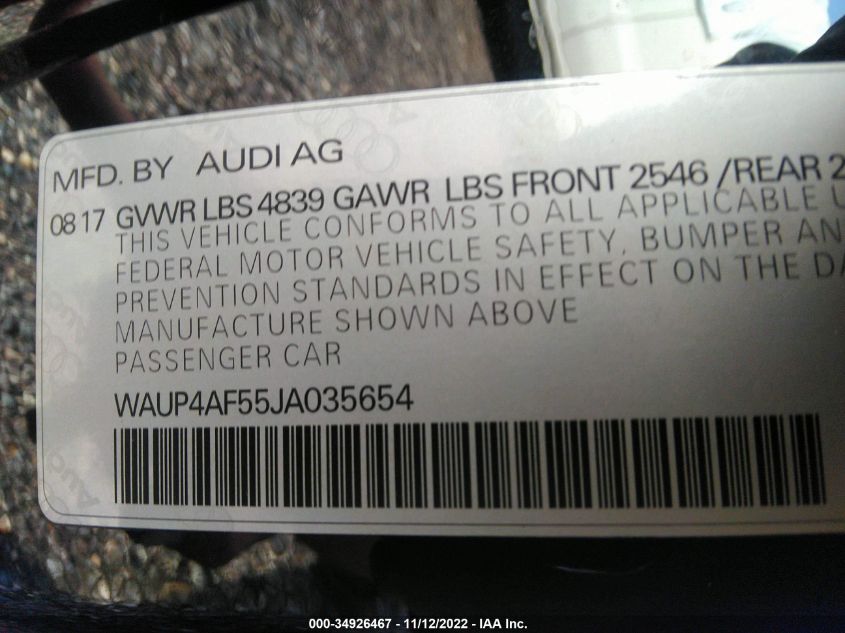 MFD. BY AUDI AG
08 17 GVWR LBS 4839 GAWR LBS FRONT 2546 /REAR 2
THIS VEHICLE CONFORMS TO ALL APPLICABLE U
FEDERAL MOTOR VEHICLE SAFETY, BUMPER AN
PREVENTION STANDARDS IN EFFECT ON THE DA
MANUFACTURE SHOWN ABOVE
PASSENGER CAR
WAUP4AF55JA035654
000-34926467 - 11/12/2022 - IAA Inc.